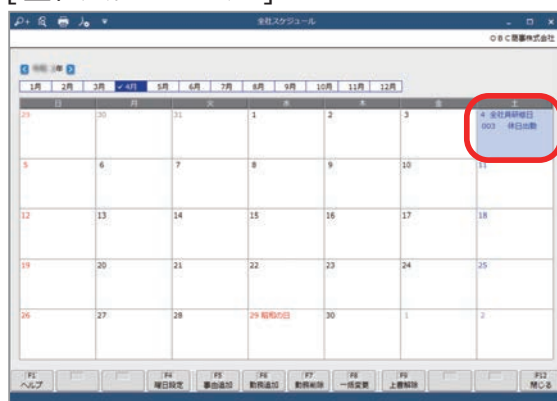 全社スケジュール
OBC商事株式会社
2年
1月 2月 3月 ✓4月 5月 6月 7月 8月 9月 10月 11月 12月
日 月 火 水 木 金 土
29 30 31 1 2 3 4 全社員研修日
003 休日出勤
5 6 7 8 9 10 11
12 13 14 15 16 17 18
19 20 21 22 23 24 25
26 27 28 29 昭和の日 30 1 2
F1 F4 F5 F6 F7 F8 F9 F12
ヘルプ 曜日設定 事由追加 勤務追加 勤務削除 一括変更 上書解除 閉じる